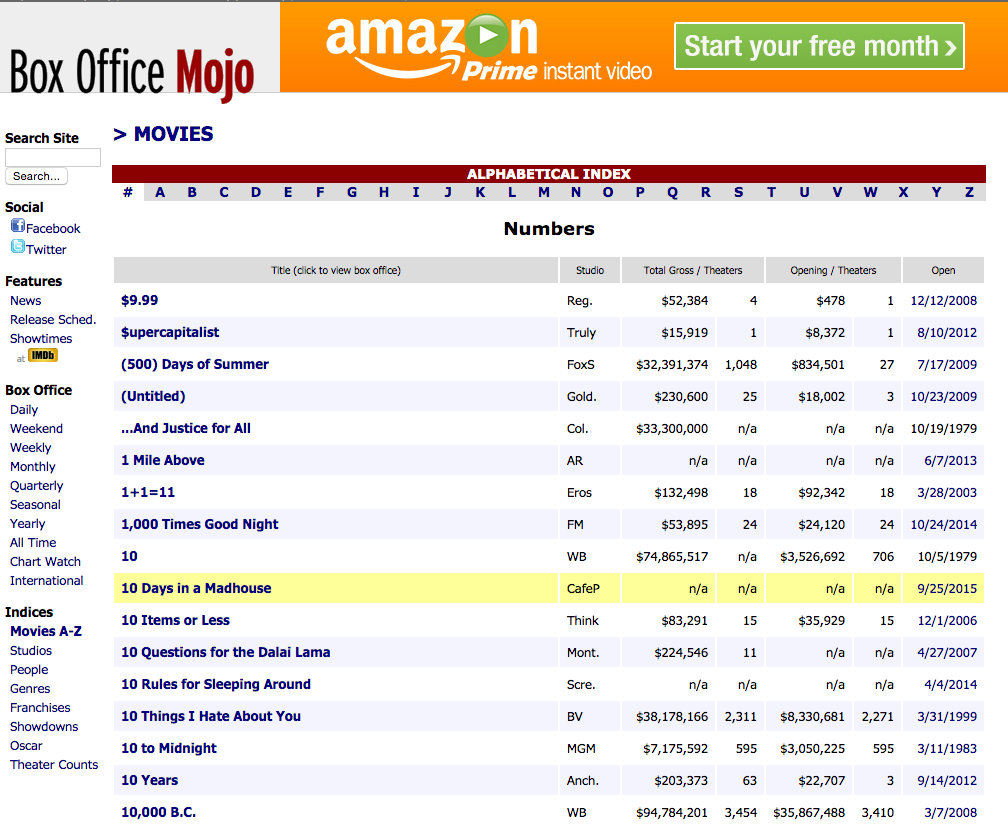 Box Office Mojo
amazon
Prime instant video
Start your free month ›
Search Site
Search...
Social
Facebook
Twitter
Features
News
Release Sched.
Showtimes
at IMDb
Box Office
Daily
Weekend
Weekly
Monthly
Quarterly
Seasonal
Yearly
All Time
Chart Watch
International
Indices
Movies A-Z
Studios
People
Genres
Franchises
Showdowns
Oscar
Theater Counts
> MOVIES
ALPHABETICAL INDEX
# A B C D E F G H I J K L M N O P Q R S T U V W X Y Z
Numbers
Title (click to view box office) Studio Total Gross / Theaters Opening / Theaters Open
$9.99 Reg. $52,384 4 $478 1 12/12/2008
$upercapitalist Truly $15,919 1 $8,372 1 8/10/2012
(500) Days of Summer FoxS $32,391,374 1,048 $834,501 27 7/17/2009
(Untitled) Gold. $230,600 25 $18,002 3 10/23/2009
...And Justice for All Col. $33,300,000 n/a n/a n/a 10/19/1979
1 Mile Above AR n/a n/a n/a n/a 6/7/2013
1+1=11 Eros $132,498 18 $92,342 18 3/28/2003
1,000 Times Good Night FM $53,895 24 $24,120 24 10/24/2014
10 WB $74,865,517 n/a $3,526,692 706 10/5/1979
10 Days in a Madhouse CafeP n/a n/a n/a n/a 9/25/2015
10 Items or Less Think $83,291 15 $35,929 15 12/1/2006
10 Questions for the Dalai Lama Mont. $224,546 11 n/a n/a 4/27/2007
10 Rules for Sleeping Around Scre. n/a n/a n/a n/a 4/4/2014
10 Things I Hate About You BV $38,178,166 2,311 $8,330,681 2,271 3/31/1999
10 to Midnight MGM $7,175,592 595 $3,050,225 595 3/11/1983
10 Years Anch. $203,373 63 $22,707 3 9/14/2012
10,000 B.C. WB $94,784,201 3,454 $35,867,488 3,410 3/7/2008